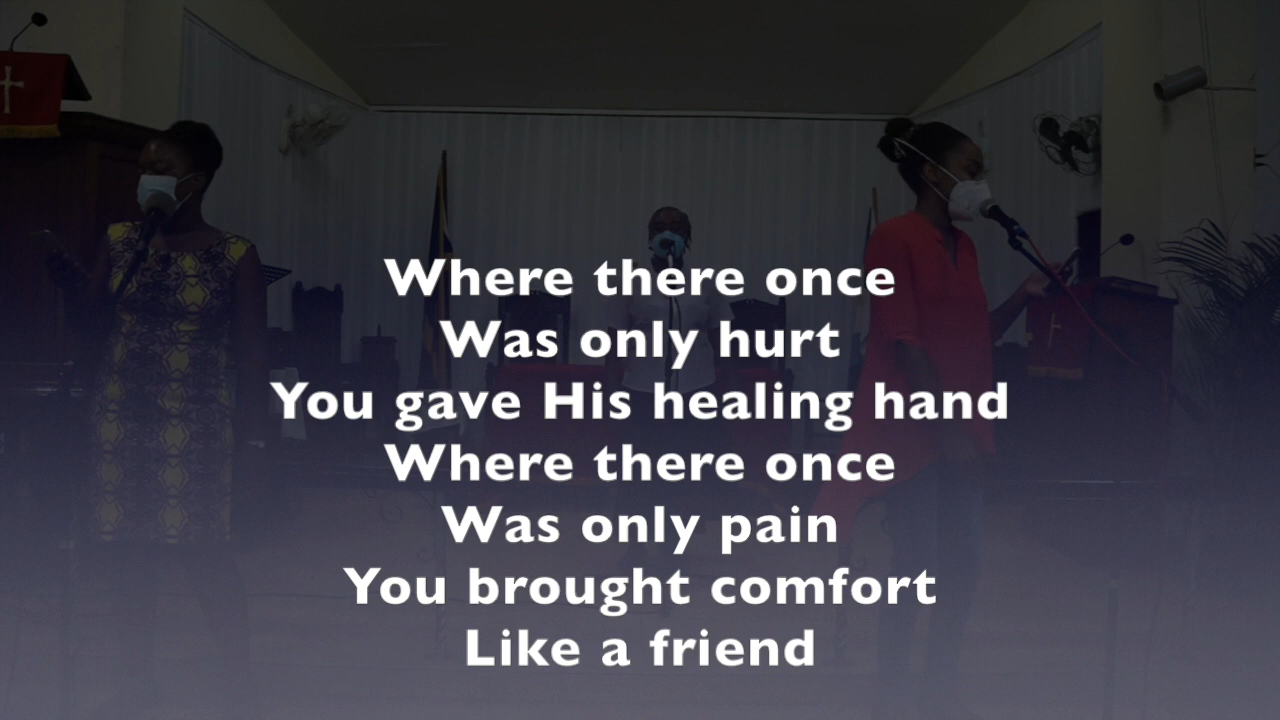 Where there once
Was only hurt
You gave His healing hand
Where there once
Was only pain
You brought comfort
Like a friend